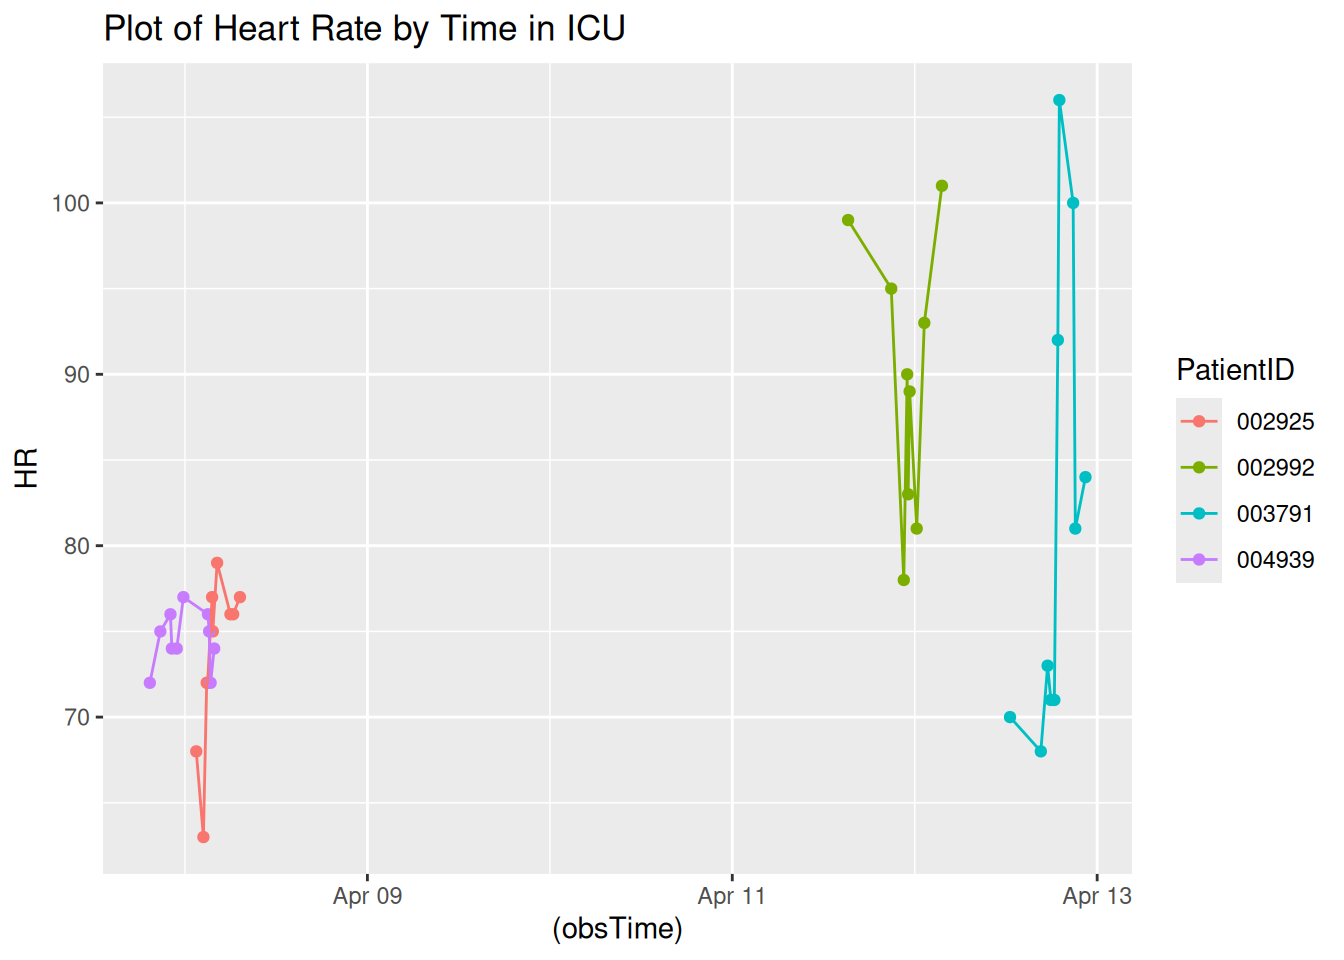 Plot of Heart Rate by Time in ICU
HR
100
90
80
70
Apr 09
Apr 11
Apr 13
(obsTime)
PatientID
002925
002992
003791
004939